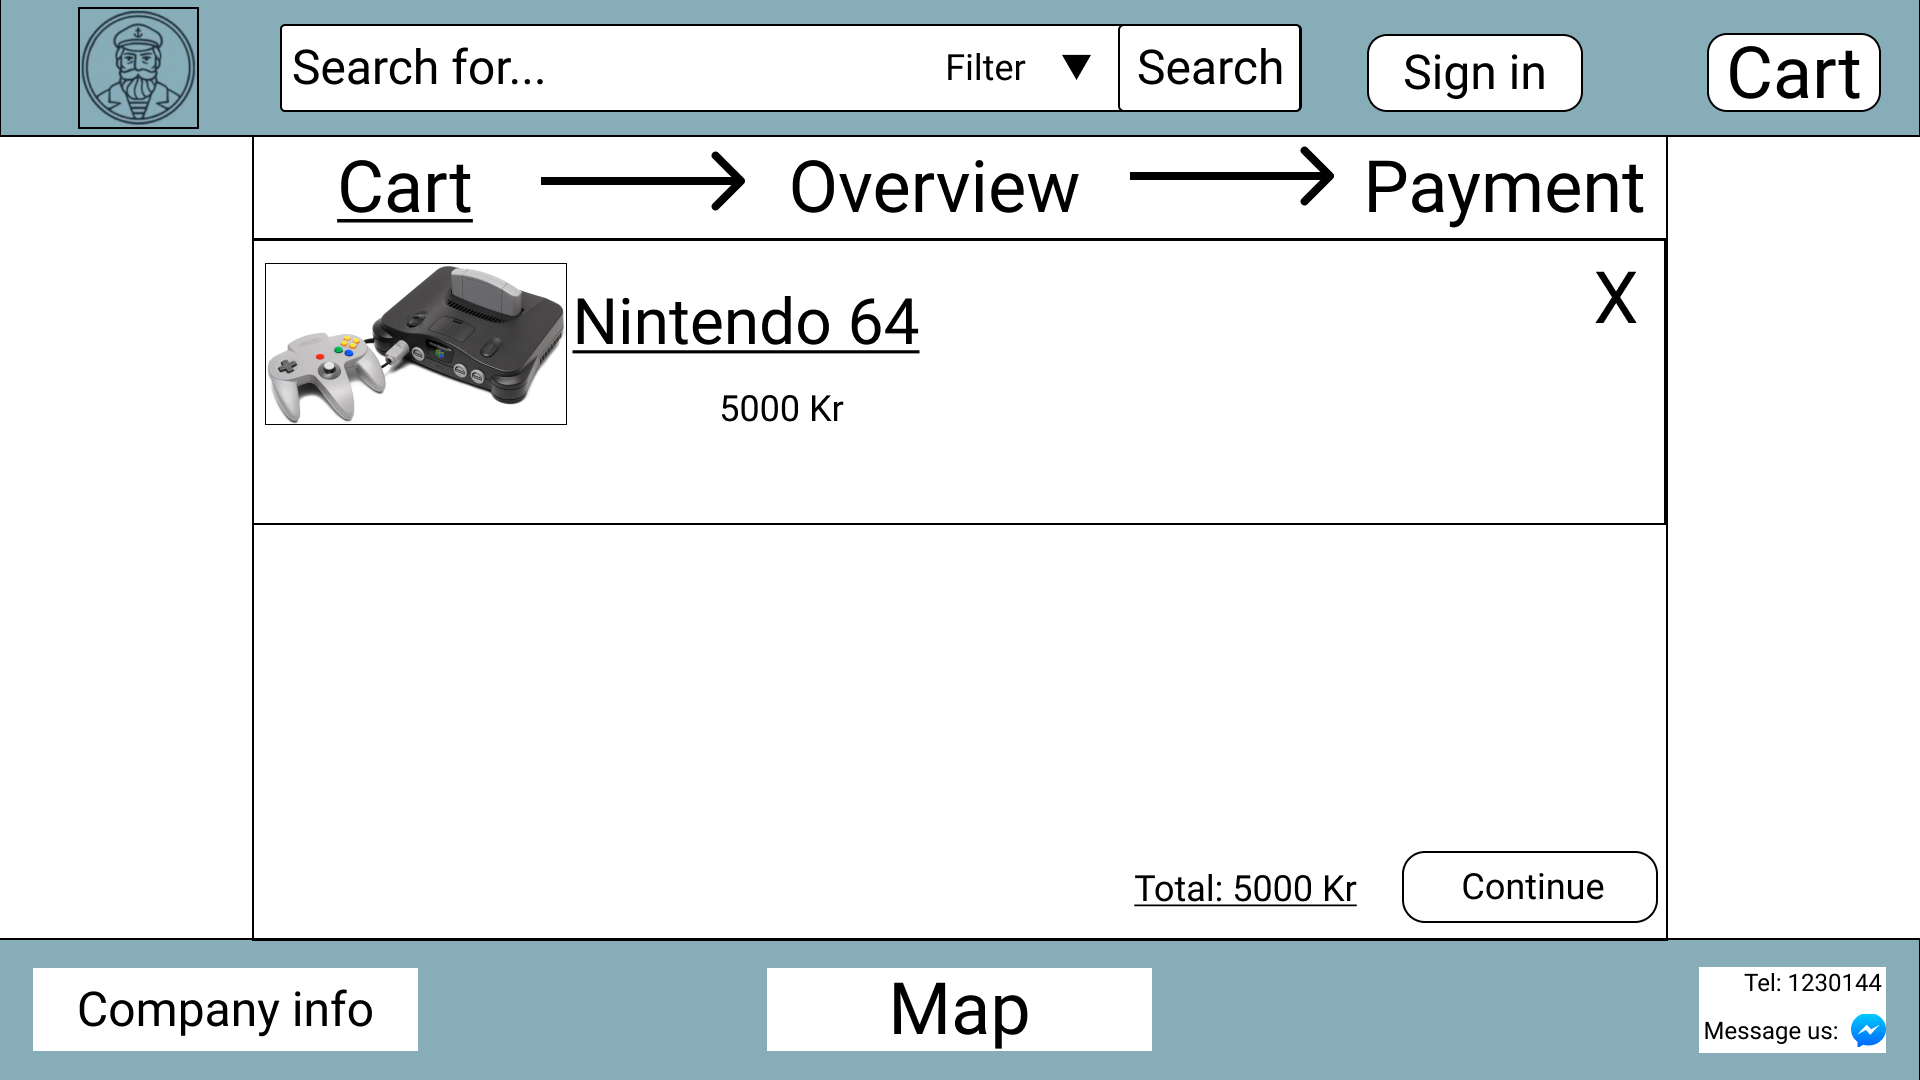 Search for...
Filter
Search
Sign in
Cart
Cart
Overview
Payment
Nintendo 64
X
5000 Kr
Total: 5000 Kr
Continue
Company info
Map
Tel: 1230144
Message us: